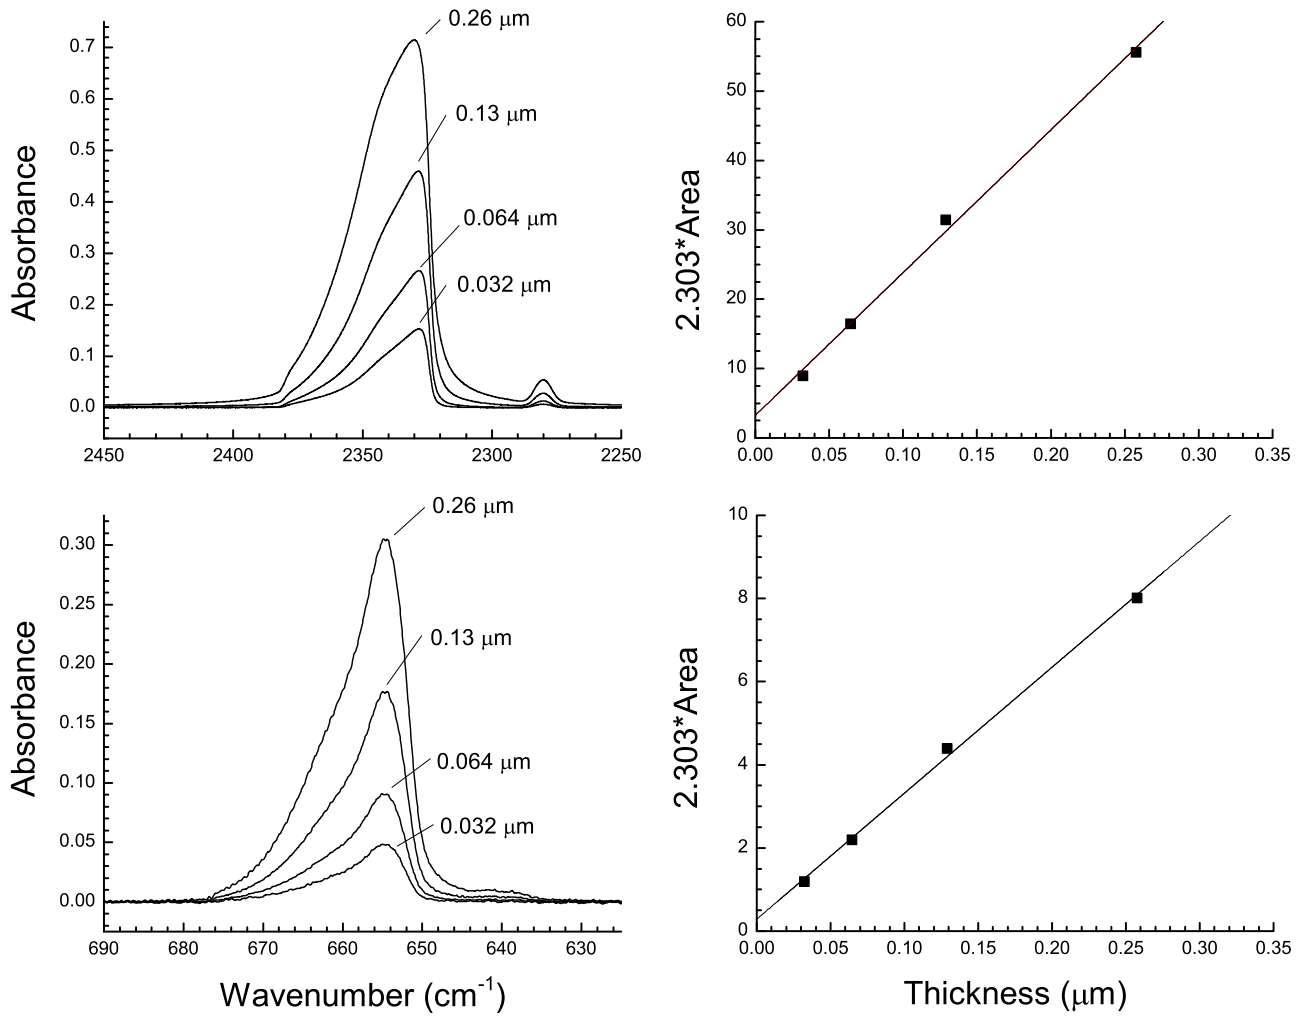 0.26 μm
0.13 μm
0.064 μm
0.032 μm
Absorbance
0.7
0.6
0.5
0.4
0.3
0.2
0.1
0.0
2450 2400 2350 2300 2250
2.303*Area
60
50
40
30
20
10
0
0.00 0.05 0.10 0.15 0.20 0.25 0.30 0.35
0.26 μm
0.13 μm
0.064 μm
0.032 μm
Absorbance
0.30
0.25
0.20
0.15
0.10
0.05
0.00
690 680 670 660 650 640 630
Wavenumber (cm⁻¹)
2.303*Area
10
8
6
4
2
0
0.00 0.05 0.10 0.15 0.20 0.25 0.30 0.35
Thickness (μm)